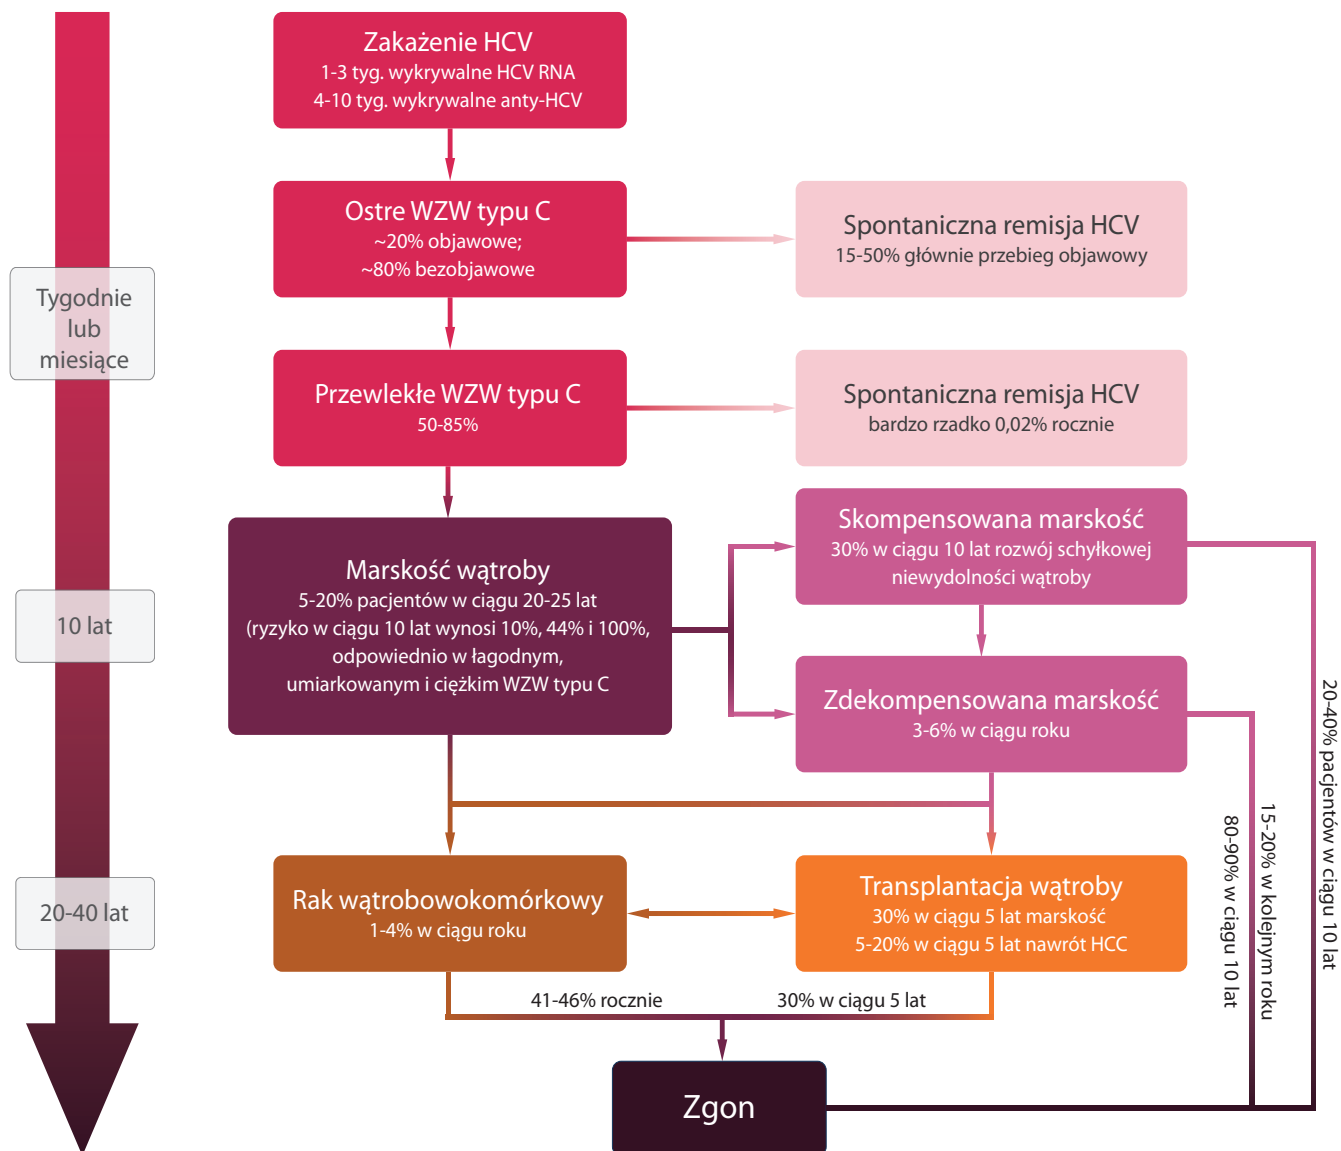 Zakażenie HCV
1-3 tyg. wykrywalne HCV RNA
4-10 tyg. wykrywalne anty-HCV
Ostre WZW typu C
~20% objawowe;
~80% bezobjawowe
Spontaniczna remisja HCV
15-50% głównie przebieg objawowy
Tygodnie
lub
miesiące
Przewlekłe WZW typu C
50-85%
Spontaniczna remisja HCV
bardzo rzadko 0,02% rocznie
Marskość wątroby
5-20% pacjentów w ciągu 20-25 lat
(ryzyko w ciągu 10 lat wynosi 10%, 44% i 100%,
odpowiednio w łagodnym,
umiarkowanym i ciężkim WZW typu C
Skompensowana marskość
30% w ciągu 10 lat rozwój schyłkowej
niewydolności wątroby
10 lat
Zdekompensowana marskość
3-6% w ciągu roku
20-40% pacjentów w ciągu 10 lat
15-20% w kolejnym roku
80-90% w ciągu 10 lat
20-40 lat
Rak wątrobowokomórkowy
1-4% w ciągu roku
Transplantacja wątroby
30% w ciągu 5 lat marskość
5-20% w ciągu 5 lat nawrót HCC
41-46% rocznie
30% w ciągu 5 lat
Zgon